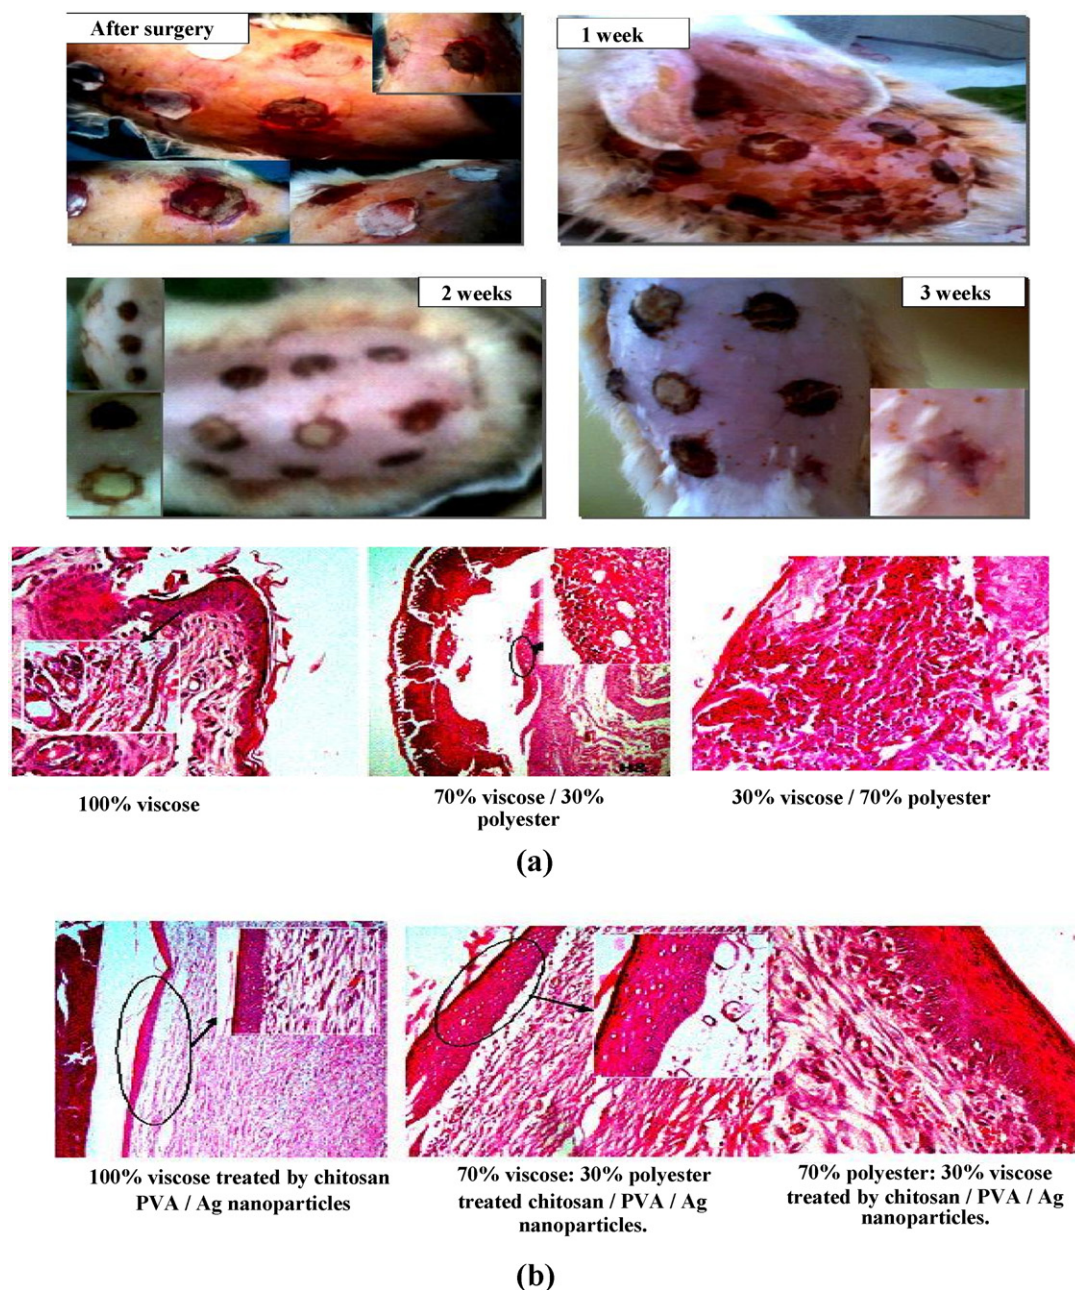 After surgery
1 week
2 weeks
3 weeks
100% viscose
70% viscose / 30%
polyester
30% viscose / 70% polyester
(a)
100% viscose treated by chitosan
PVA / Ag nanoparticles
70% viscose: 30% polyester
treated chitosan / PVA / Ag
nanoparticles.
70% polyester: 30% viscose
treated by chitosan / PVA / Ag
nanoparticles.
(b)